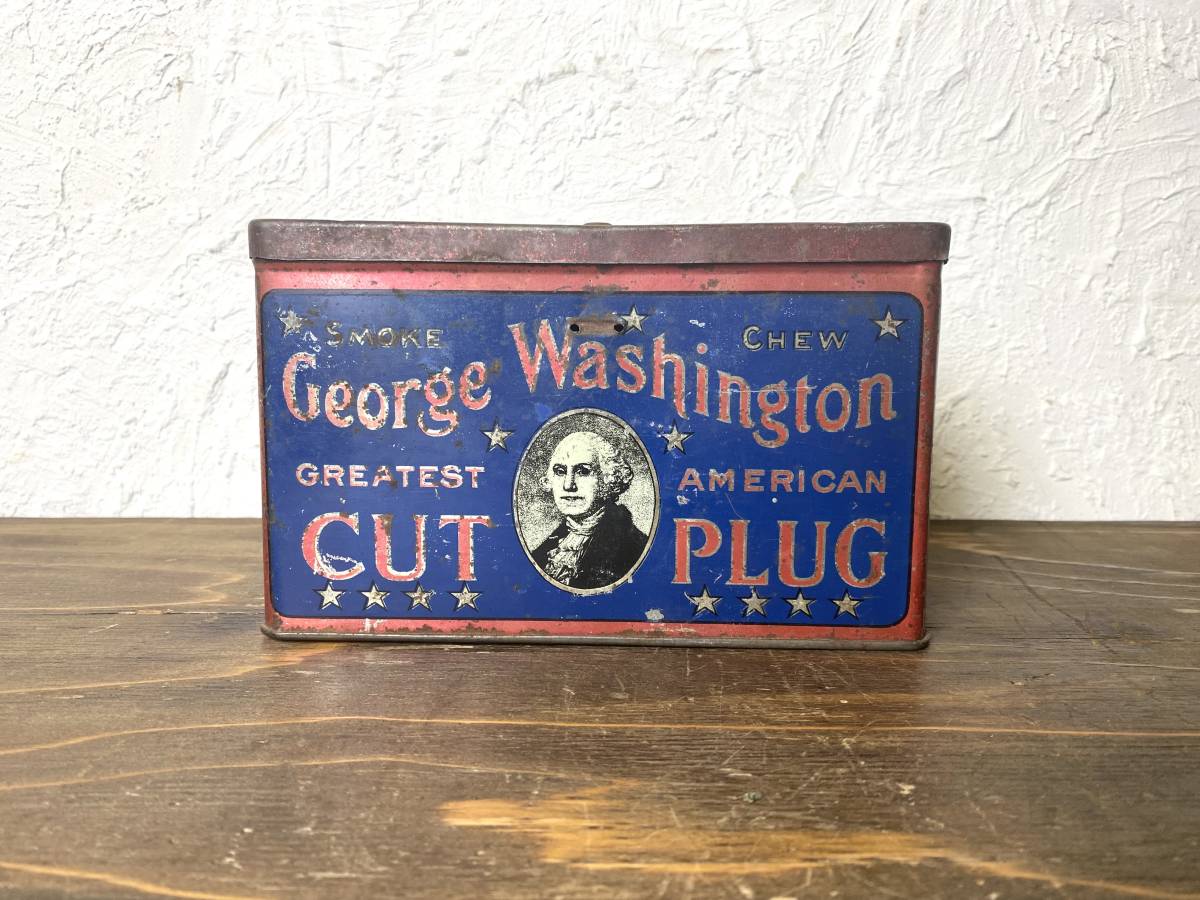 SMOKE CHEW
George Washington
GREATEST AMERICAN
CUT PLUG